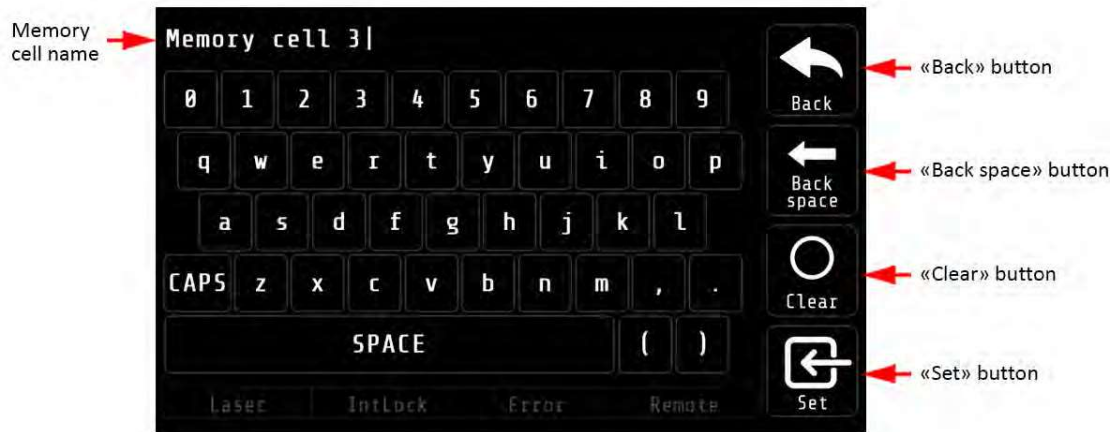 Memory
cell name
Memory cell 3|
0 1 2 3 4 5 6 7 8 9
q w e r t y u i o p
a s d f g h j k l
CAPS z x c v b n m , .
SPACE ( )
Laser IntLock Error Remote
Back
Back
space
Clear
Set
«Back» button
«Back space» button
«Clear» button
«Set» button